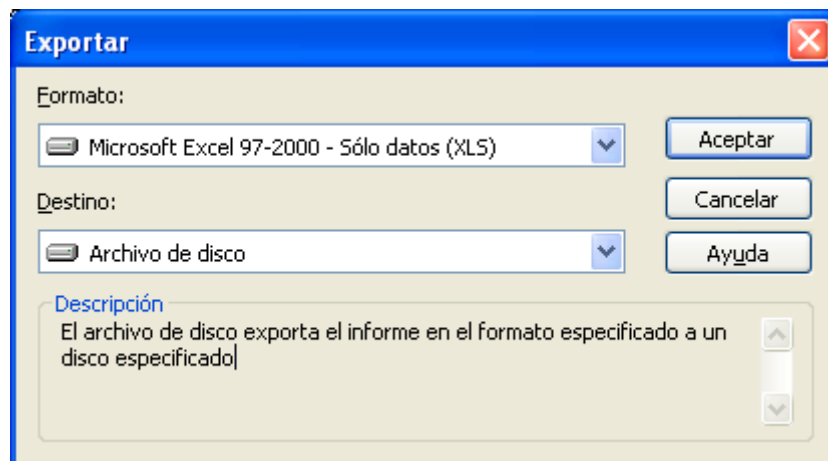 Exportar
Formato:
Microsoft Excel 97-2000 - Sólo datos (XLS)
Aceptar
Destino:
Cancelar
Archivo de disco
Ayuda
Descripción
El archivo de disco exporta el informe en el formato especificado a un
disco especificado